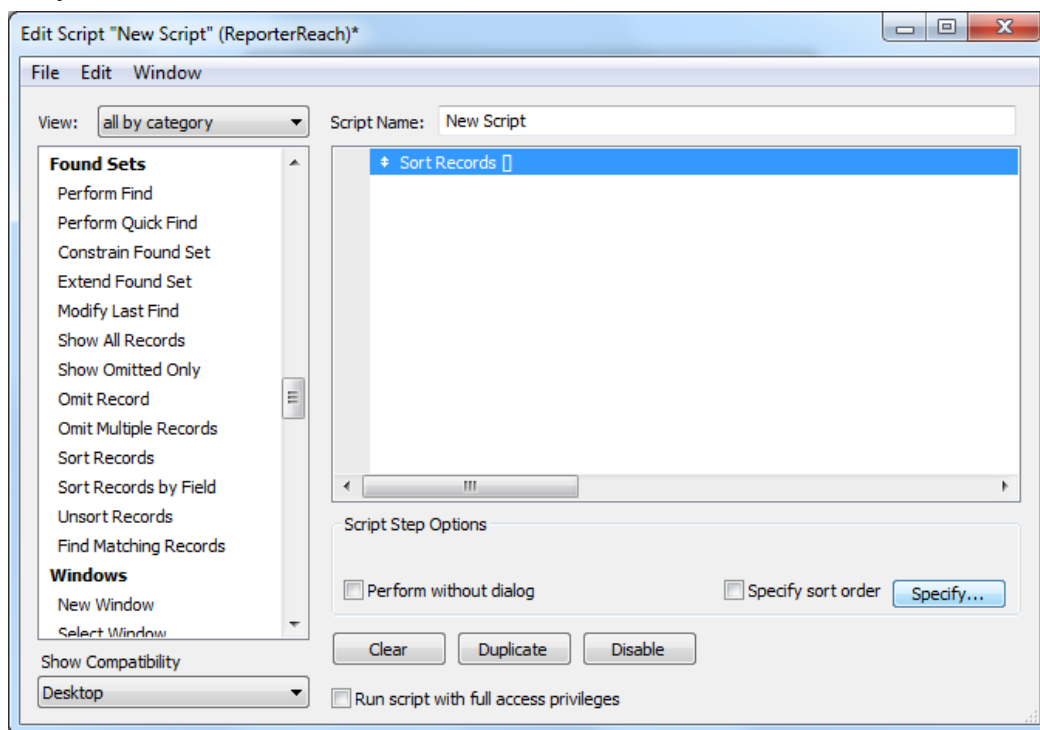 Edit Script "New Script" (ReporterReach)*
File Edit Window
View: all by category
Script Name: New Script
Found Sets
Perform Find
Perform Quick Find
Constrain Found Set
Extend Found Set
Modify Last Find
Show All Records
Show Omitted Only
Omit Record
Omit Multiple Records
Sort Records
Sort Records by Field
Unsort Records
Find Matching Records
Windows
New Window
Select Window
Show Compatibility
Desktop
Sort Records []
Script Step Options
Perform without dialog
Specify sort order Specify...
Clear Duplicate Disable
Run script with full access privileges